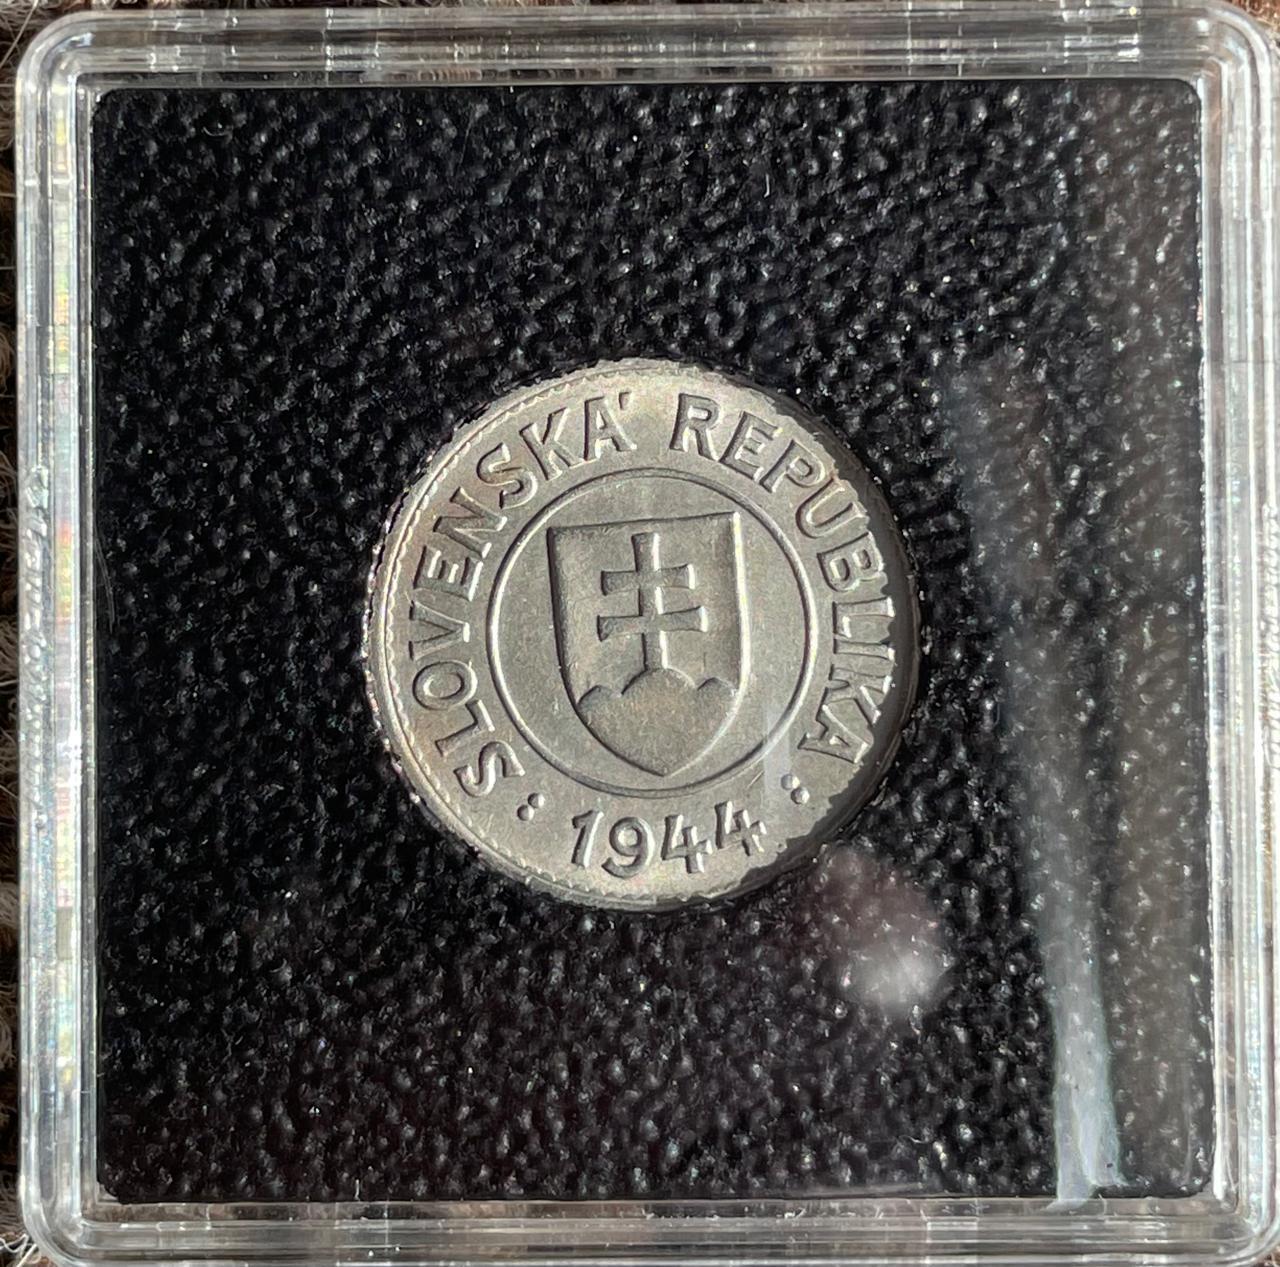 SLOVENSKÁ REPUBLIKA
: 1944 :